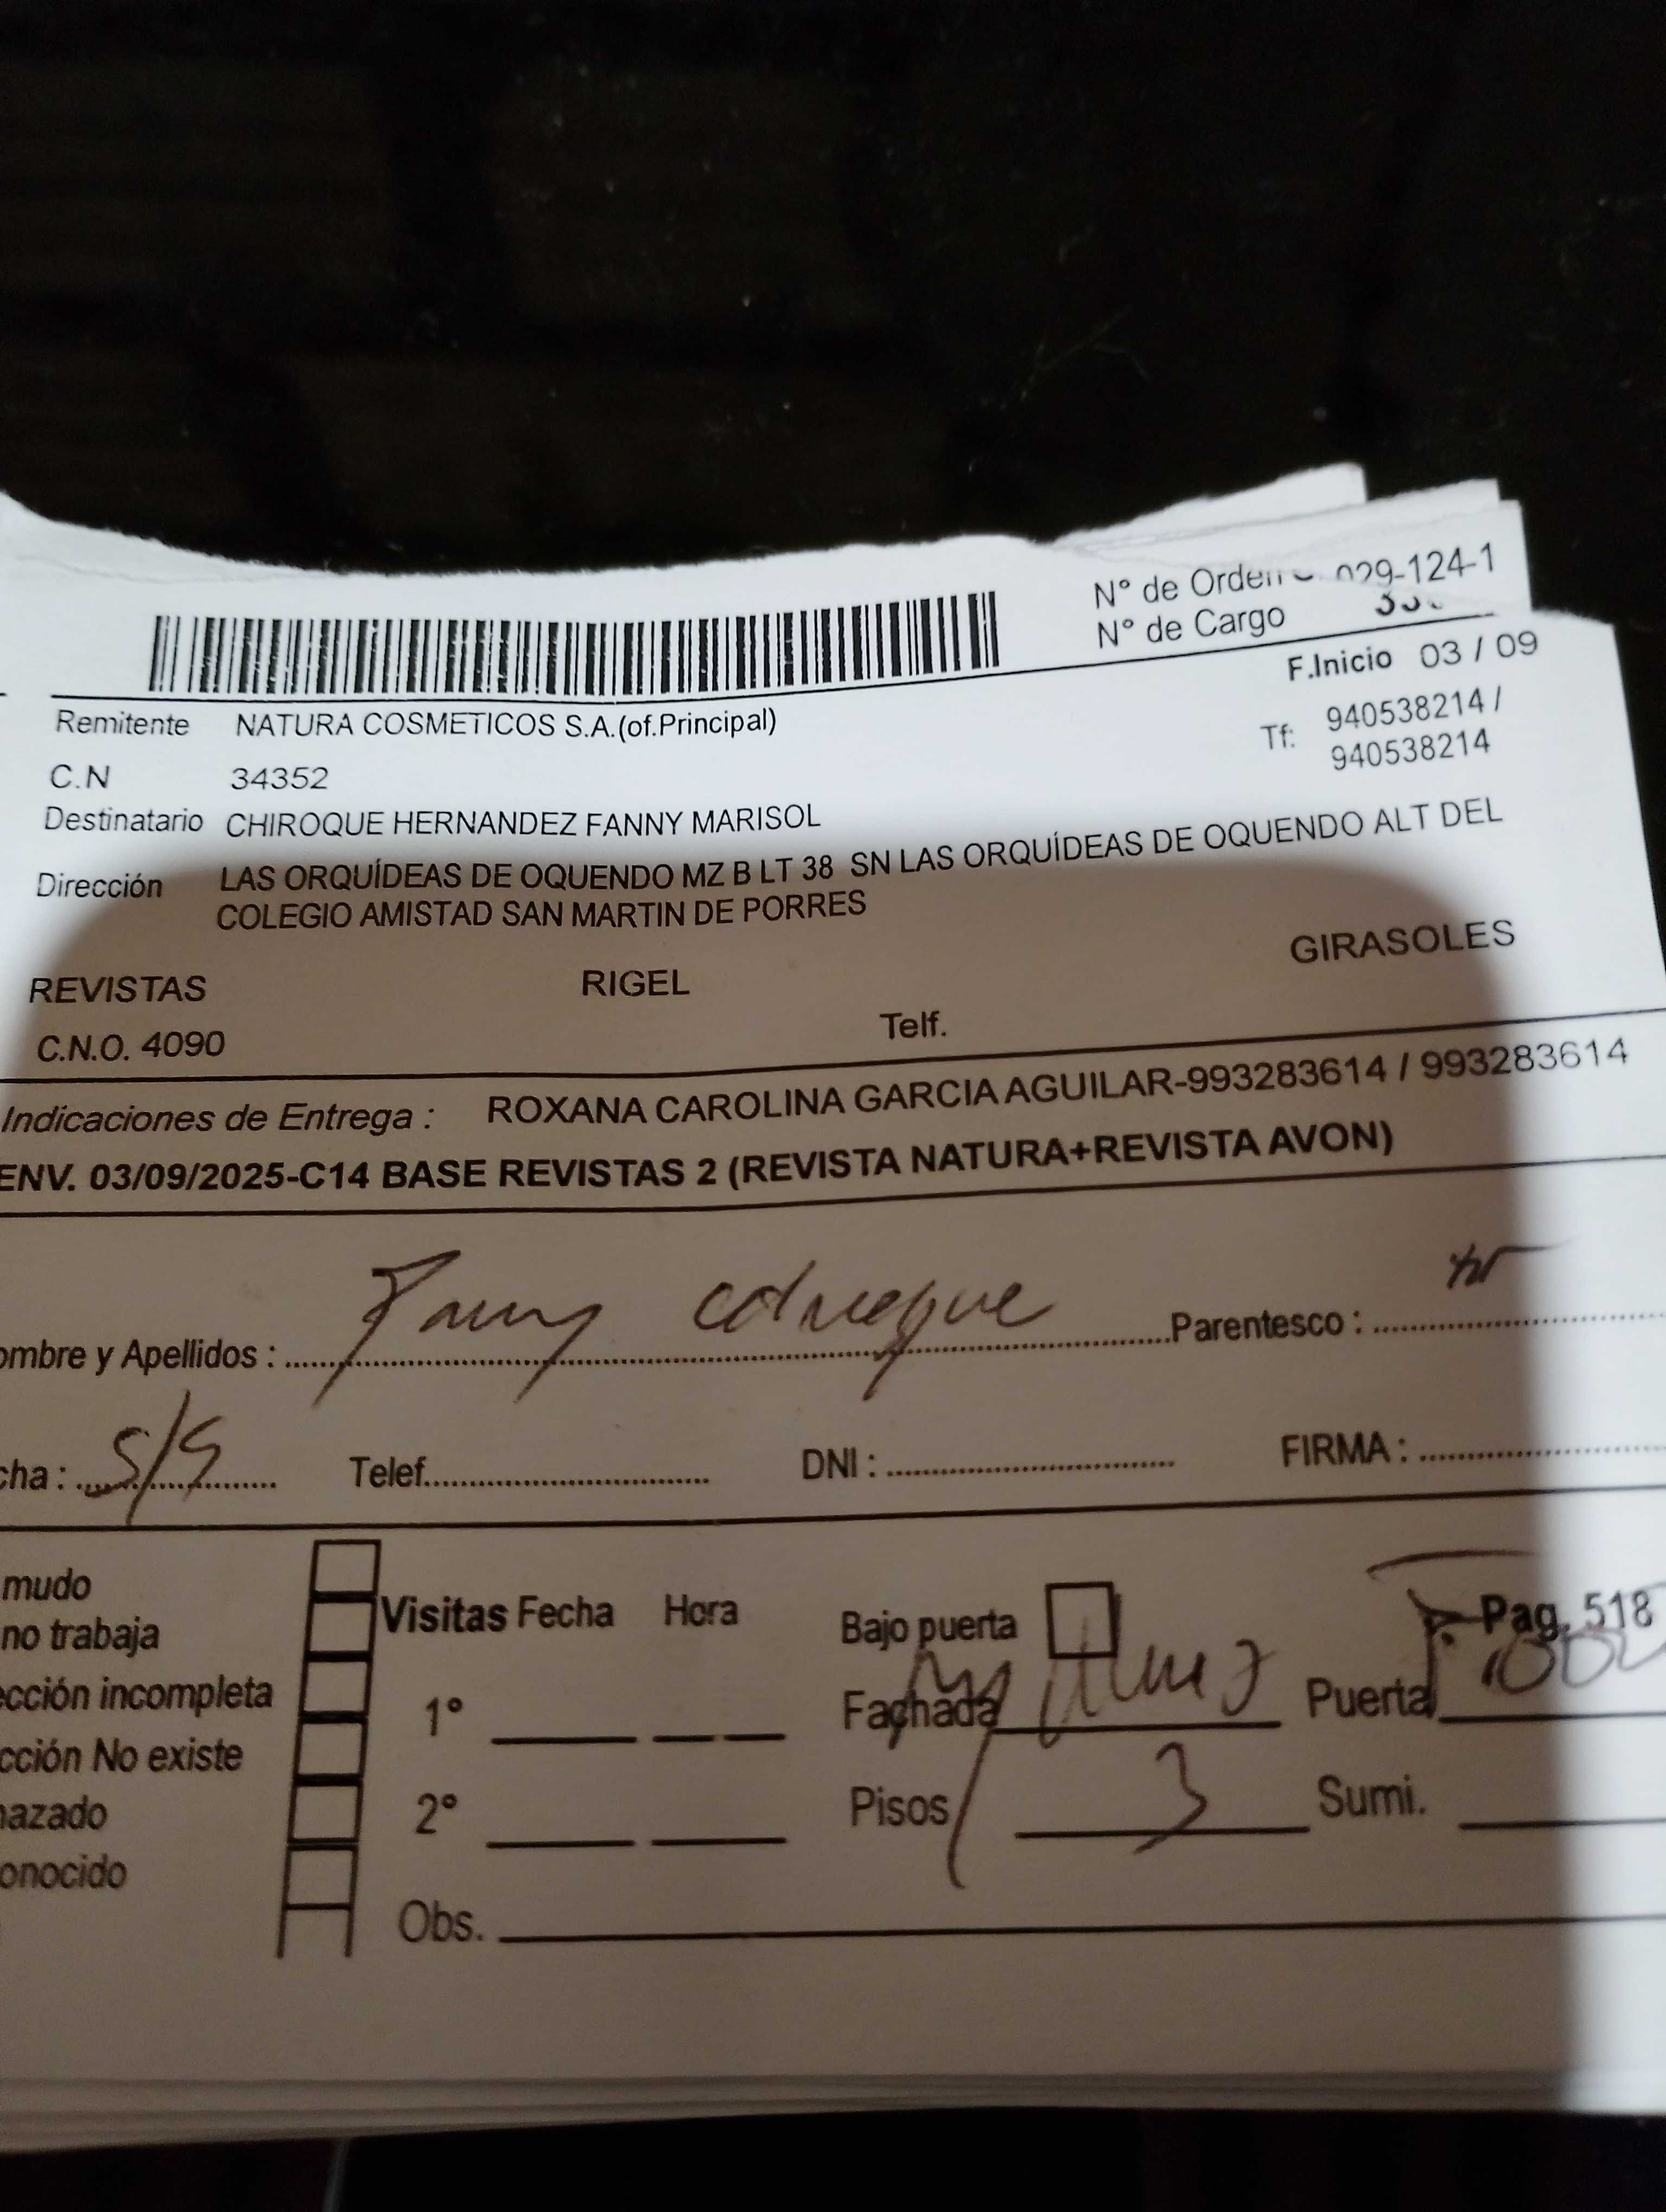 N° de Orden 029-124-1
N° de Cargo
F.Inicio 03 / 09
Remitente NATURA COSMETICOS S.A.(of.Principal)
Tf: 940538214 /
940538214
C.N 34352
Destinatario CHIROQUE HERNANDEZ FANNY MARISOL
Dirección LAS ORQUÍDEAS DE OQUENDO MZ B LT 38 SN LAS ORQUÍDEAS DE OQUENDO ALT DEL
COLEGIO AMISTAD SAN MARTIN DE PORRES
REVISTAS RIGEL GIRASOLES
C.N.O. 4090 Telf.
Indicaciones de Entrega : ROXANA CAROLINA GARCIA AGUILAR-993283614 / 993283614
ENV. 03/09/2025-C14 BASE REVISTAS 2 (REVISTA NATURA+REVISTA AVON)
ombre y Apellidos : Fanny Parentesco :
cha : 5/9 Telef. DNI : FIRMA :
mudo
no trabaja
ección incompleta
cción No existe
hazado
onocido
Visitas Fecha Hora
1°
2°
Obs.
Bajo puerta Pag. 518
Fachada Puerta
Pisos 3 Sumi.